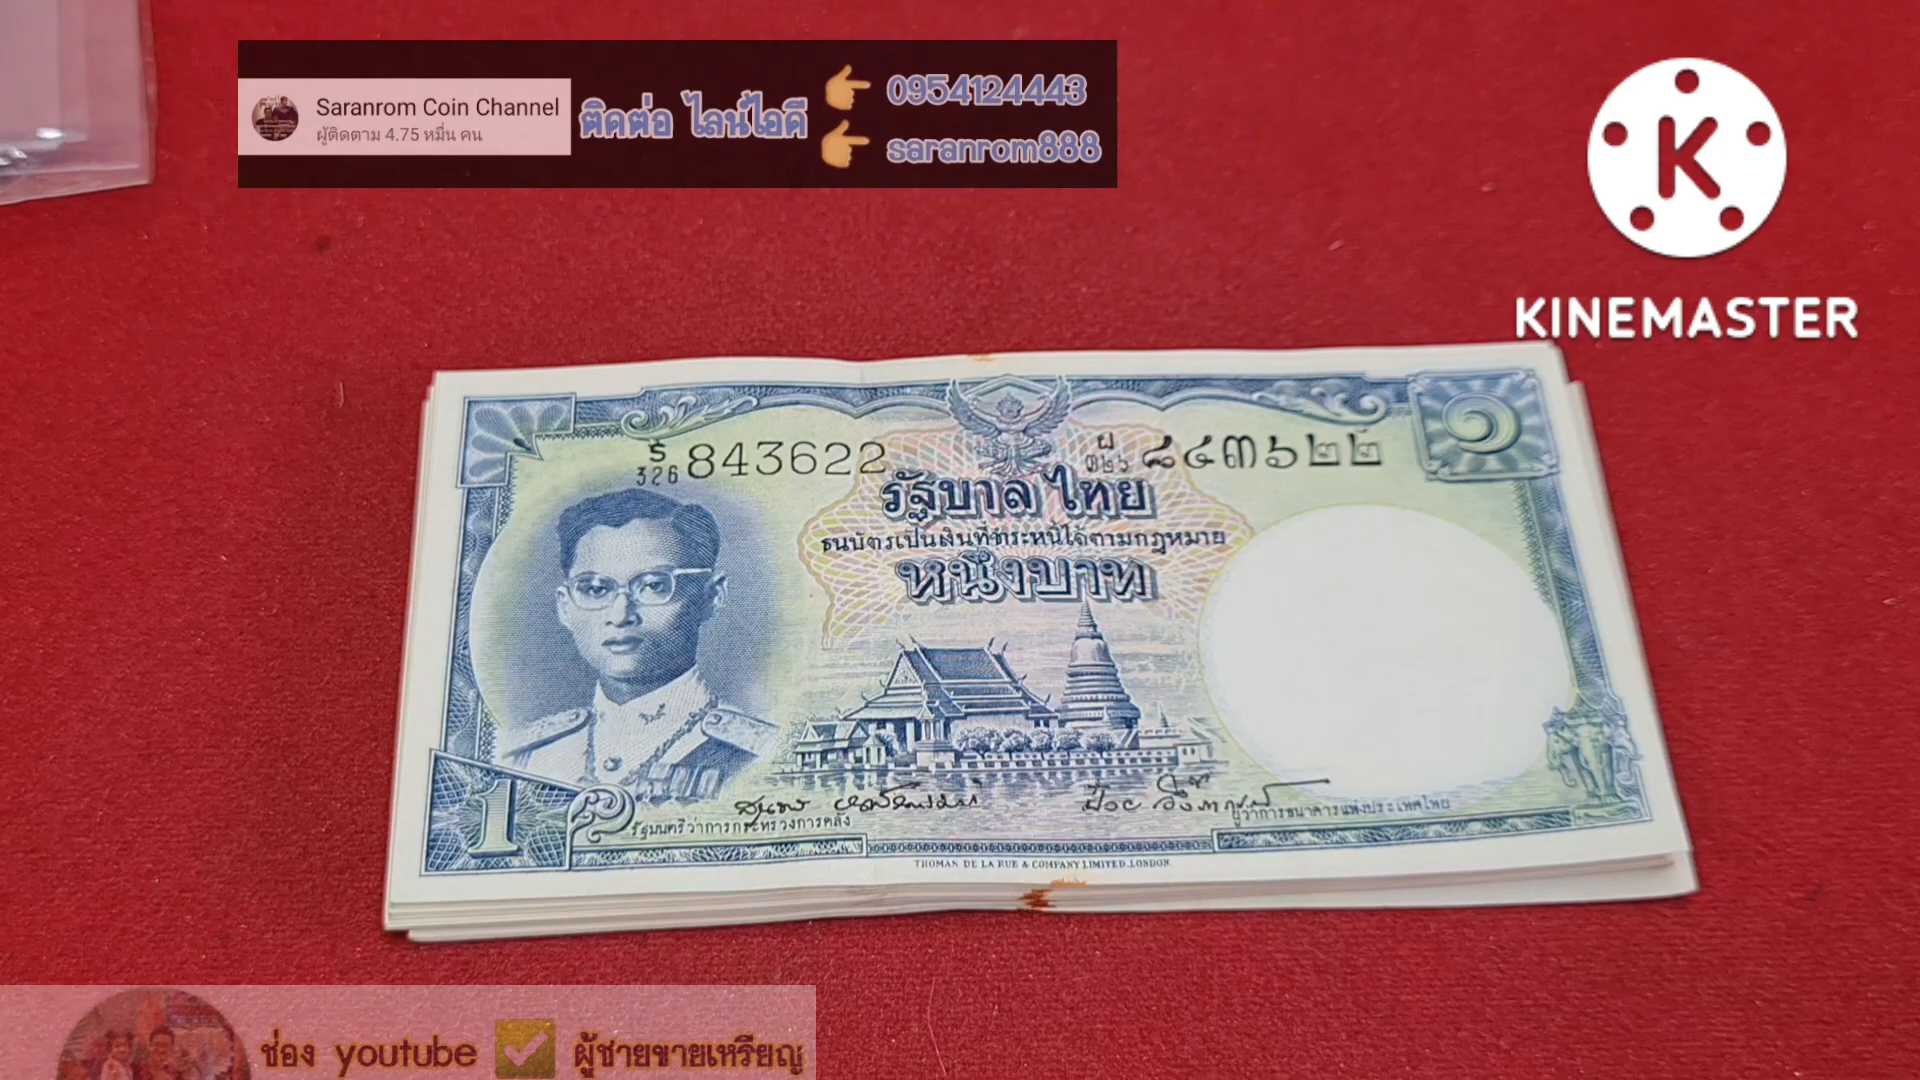 Saranrom Coin Channel
ผู้ติดตาม 4.75 หมื่น คน
ติดต่อ ไลน์ไอดี
0954124443
saranrom888
KINEMASTER
S
326 843622
ผ
๓๒๖ ๘๔๓๖๒๒
๑
รัฐบาลไทย
ธนบัตรเป็นเงินที่ชำระหนี้ได้ตามกฎหมาย
หนึ่งบาท
1
รัฐมนตรีว่าการกระทรวงการคลัง
ผู้ว่าการธนาคารแห่งประเทศไทย
THOMAS DE LA RUE & COMPANY LIMITED, LONDON.
ช่อง youtube ผู้ชายขายเหรียญ